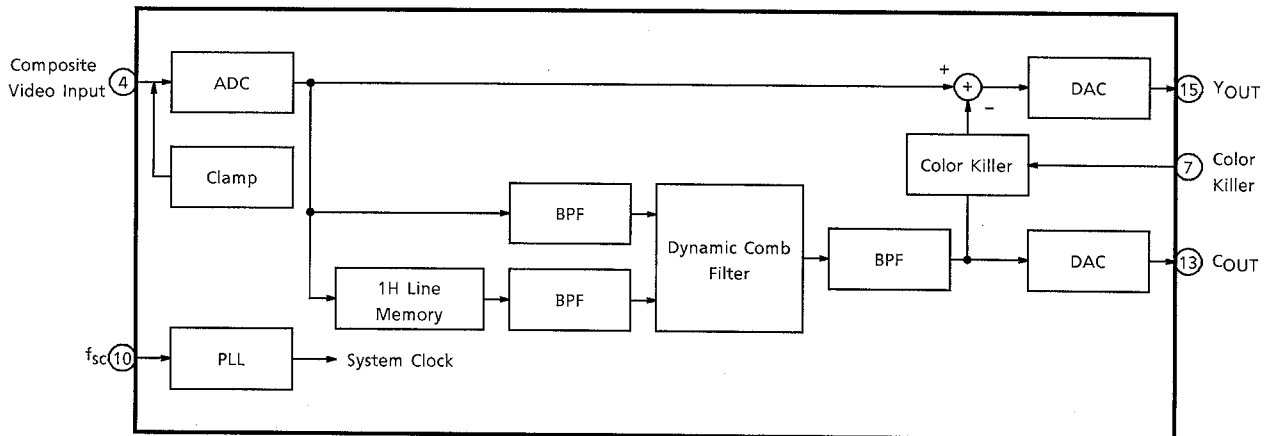 Composite
Video Input
4
ADC
Clamp
+
+
−
DAC
15 YOUT
Color Killer
7 Color
Killer
BPF
Dynamic Comb
Filter
BPF
DAC
13 COUT
1H Line
Memory
BPF
fsc 10
PLL
System Clock